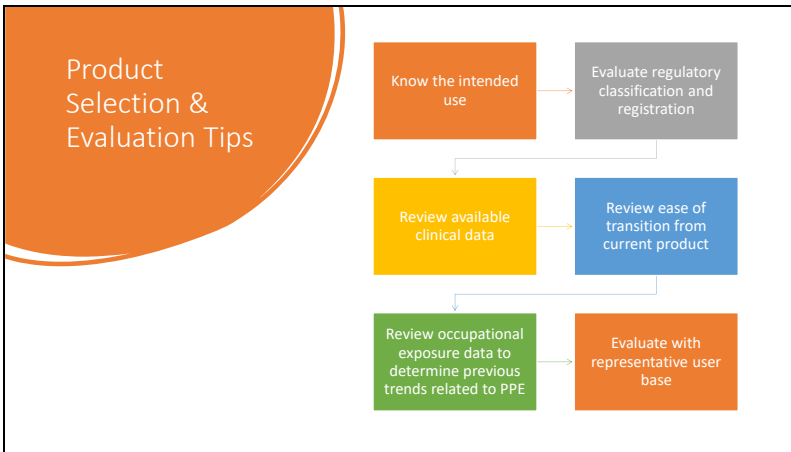 Product
Selection &
Evaluation Tips
Know the intended
use
Evaluate regulatory
classification and
registration
Review available
clinical data
Review ease of
transition from
current product
Review occupational
exposure data to
determine previous
trends related to PPE
Evaluate with
representative user
base